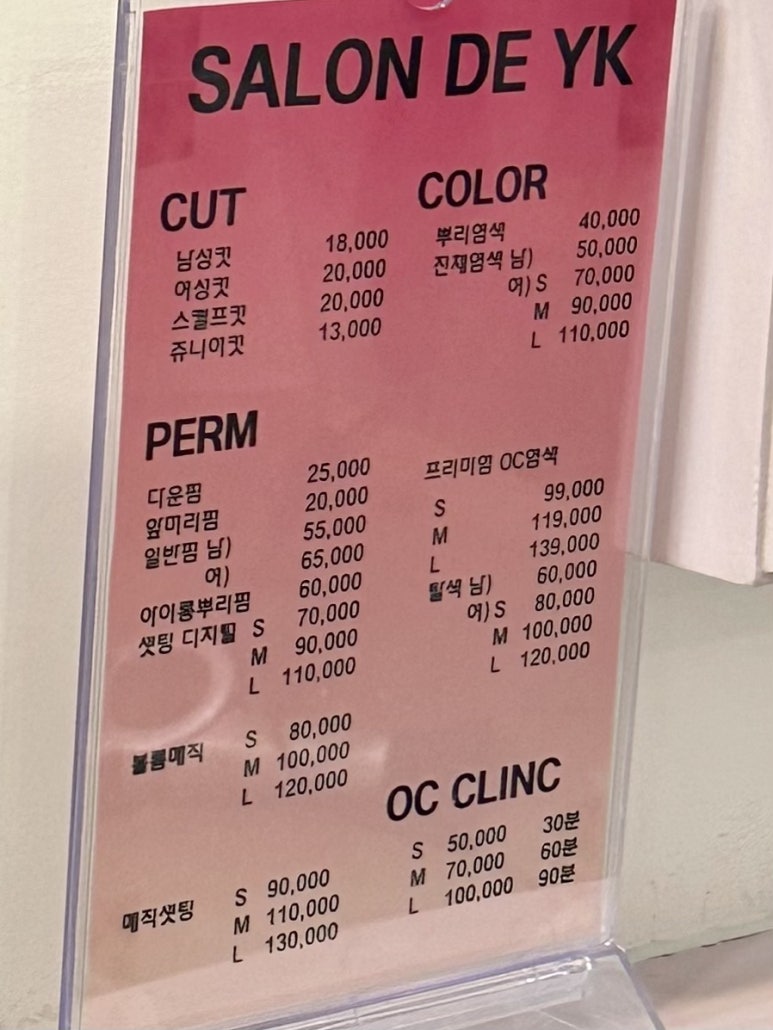 SALON DE YK
CUT
남성컷 18,000
여성컷 20,000
스컬프컷 20,000
쥬니어컷 13,000
COLOR
뿌리염색 40,000
전체염색 남) 50,000
여) S 70,000
M 90,000
L 110,000
PERM
다운펌 25,000
앞머리펌 20,000
일반펌 남) 55,000
여) 65,000
아이롱뿌리펌 60,000
셋팅 디지털 S 70,000
M 90,000
L 110,000
볼륨매직 S 80,000
M 100,000
L 120,000
매직셋팅 S 90,000
M 110,000
L 130,000
프리미엄 OC염색
S 99,000
M 119,000
L 139,000
탈색 남) 60,000
여) S 80,000
M 100,000
L 120,000
OC CLINC
S 50,000 30분
M 70,000 60분
L 100,000 90분